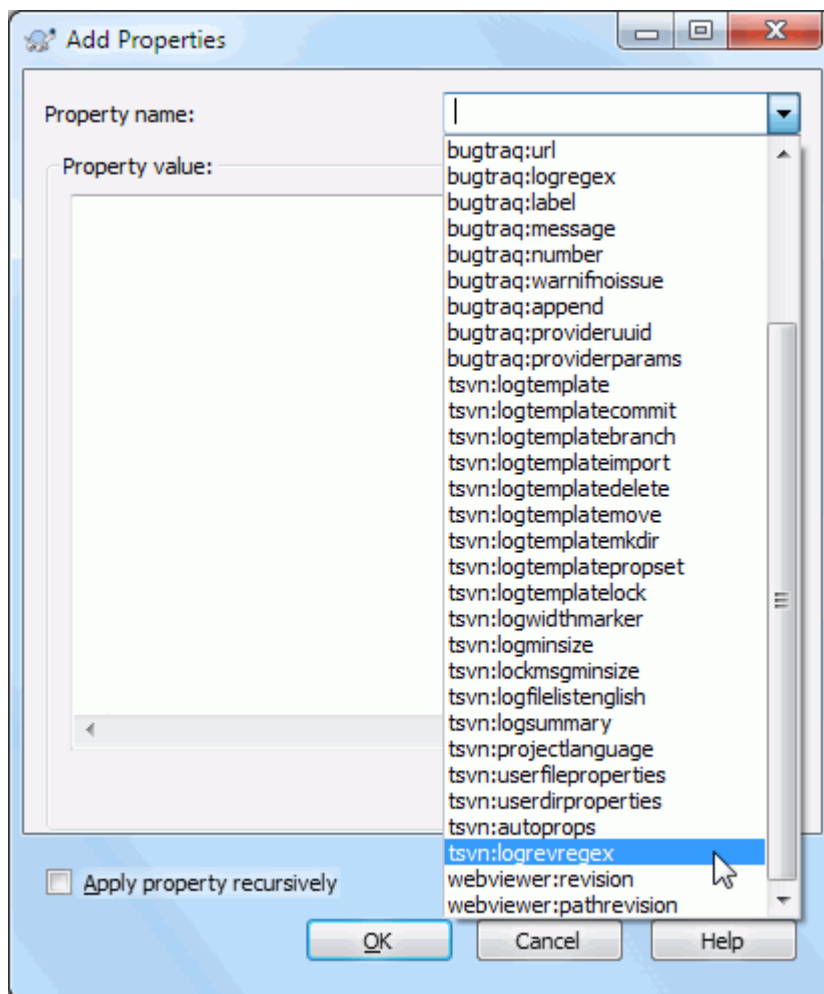 Add Properties
Property name:
Property value:
bugtraq:url
bugtraq:logregex
bugtraq:label
bugtraq:message
bugtraq:number
bugtraq:warnifnoissue
bugtraq:append
bugtraq:provideruuid
bugtraq:providerparams
tsvn:logtemplate
tsvn:logtemplatecommit
tsvn:logtemplatebranch
tsvn:logtemplateimport
tsvn:logtemplatedelete
tsvn:logtemplatemove
tsvn:logtemplatemkdir
tsvn:logtemplatepropset
tsvn:logtemplatelock
tsvn:logwidthmarker
tsvn:logminsize
tsvn:lockmsgminsize
tsvn:logfilelistenglish
tsvn:logsummary
tsvn:projectlanguage
tsvn:userfileproperties
tsvn:userdirproperties
tsvn:autoprops
tsvn:logrevregex
webviewer:revision
webviewer:pathrevision
Apply property recursively
OK Cancel Help